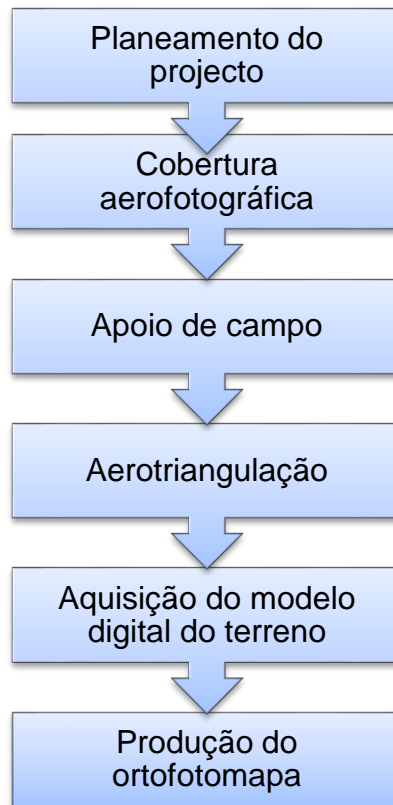 Planeamento do
projecto
Cobertura
aerofotográfica
Apoio de campo
Aerotriangulação
Aquisição do modelo
digital do terreno
Produção do
ortofotomapa